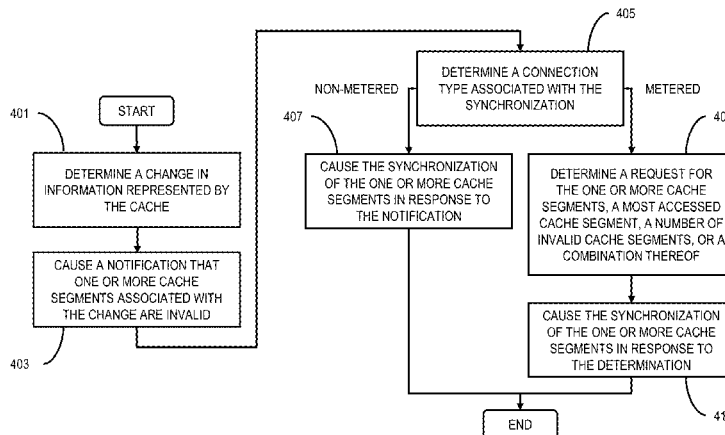 START
401
DETERMINE A CHANGE IN
INFORMATION REPRESENTED BY
THE CACHE
CAUSE A NOTIFICATION THAT
ONE OR MORE CACHE
SEGMENTS ASSOCIATED WITH
THE CHANGE ARE INVALID
403
405
DETERMINE A CONNECTION
TYPE ASSOCIATED WITH THE
SYNCHRONIZATION
NON-METERED
METERED
407
CAUSE THE SYNCHRONIZATION
OF THE ONE OR MORE CACHE
SEGMENTS IN RESPONSE TO
THE NOTIFICATION
DETERMINE A REQUEST FOR
THE ONE OR MORE CACHE
SEGMENTS, A MOST ACCESSED
CACHE SEGMENT, A NUMBER OF
INVALID CACHE SEGMENTS, OR A
COMBINATION THEREOF
CAUSE THE SYNCHRONIZATION
OF THE ONE OR MORE CACHE
SEGMENTS IN RESPONSE TO
THE DETERMINATION
END